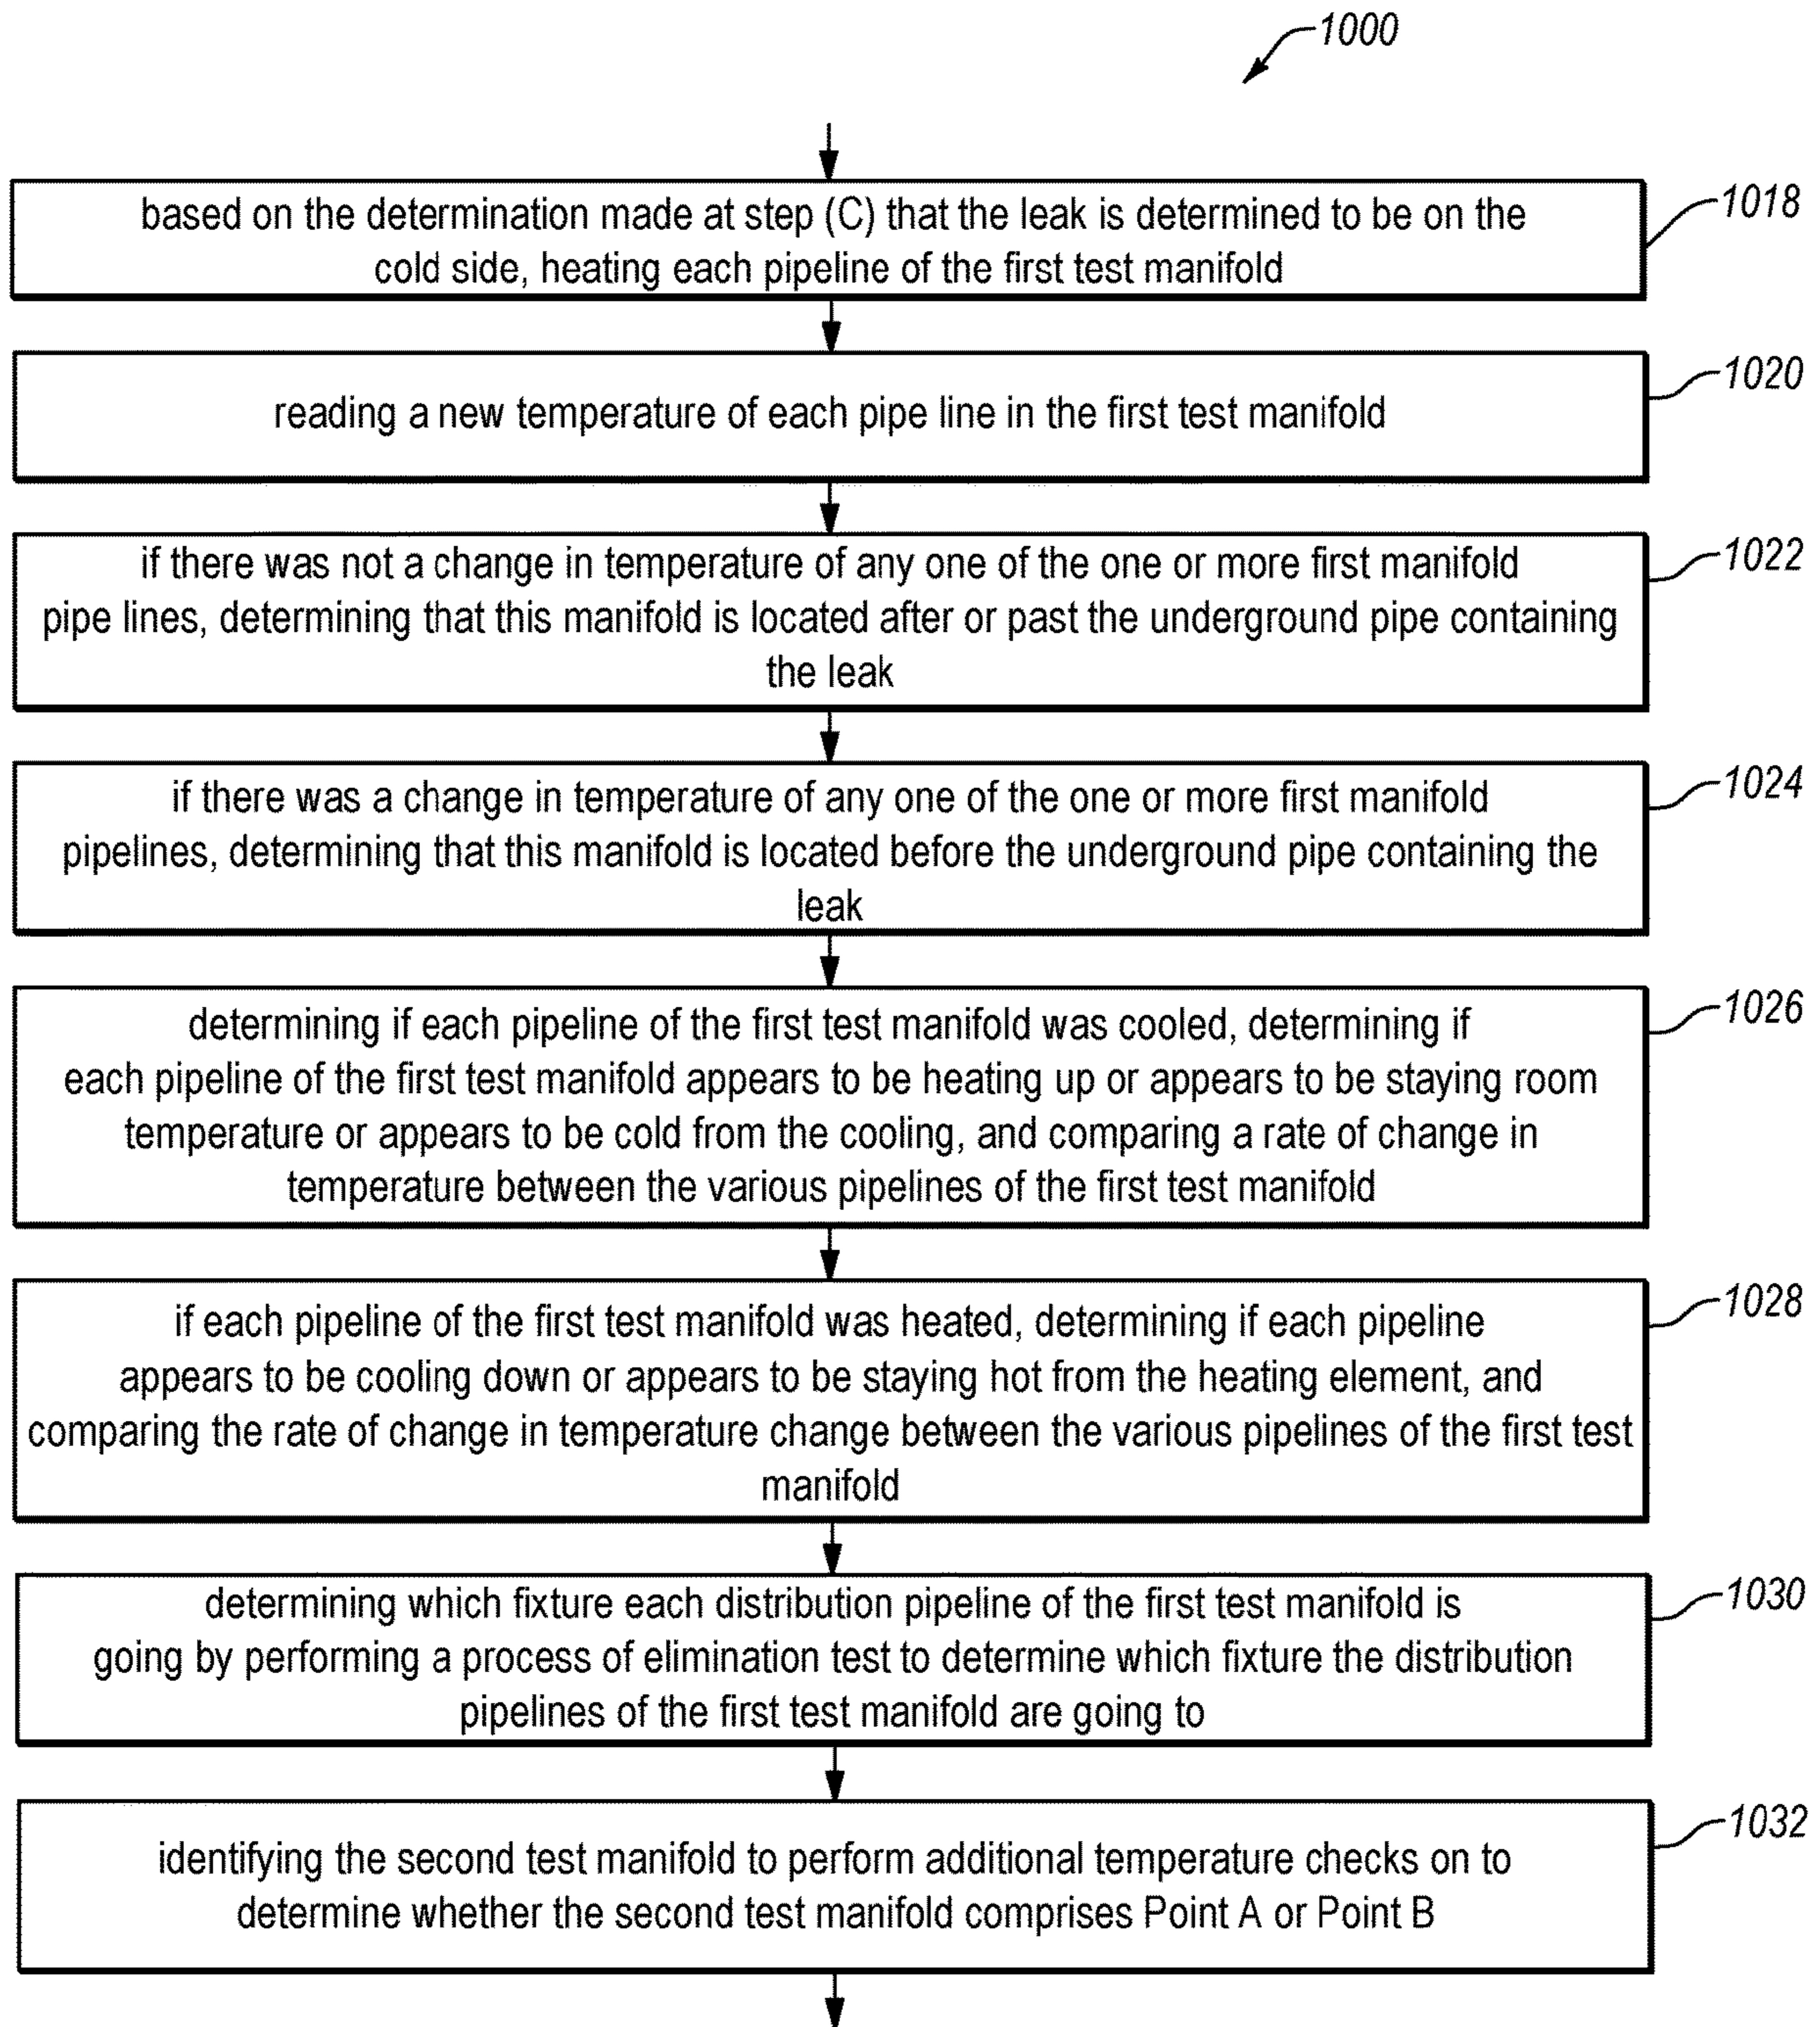 1000
based on the determination made at step (C) that the leak is determined to be on the
cold side, heating each pipeline of the first test manifold
1018
reading a new temperature of each pipe line in the first test manifold
1020
if there was not a change in temperature of any one of the one or more first manifold
pipe lines, determining that this manifold is located after or past the underground pipe containing
the leak
1022
if there was a change in temperature of any one of the one or more first manifold
pipelines, determining that this manifold is located before the underground pipe containing the
leak
1024
determining if each pipeline of the first test manifold was cooled, determining if
each pipeline of the first test manifold appears to be heating up or appears to be staying room
temperature or appears to be cold from the cooling, and comparing a rate of change in
temperature between the various pipelines of the first test manifold
1026
if each pipeline of the first test manifold was heated, determining if each pipeline
appears to be cooling down or appears to be staying hot from the heating element, and
comparing the rate of change in temperature change between the various pipelines of the first test
manifold
1028
determining which fixture each distribution pipeline of the first test manifold is
going by performing a process of elimination test to determine which fixture the distribution
pipelines of the first test manifold are going to
1030
identifying the second test manifold to perform additional temperature checks on to
determine whether the second test manifold comprises Point A or Point B
1032